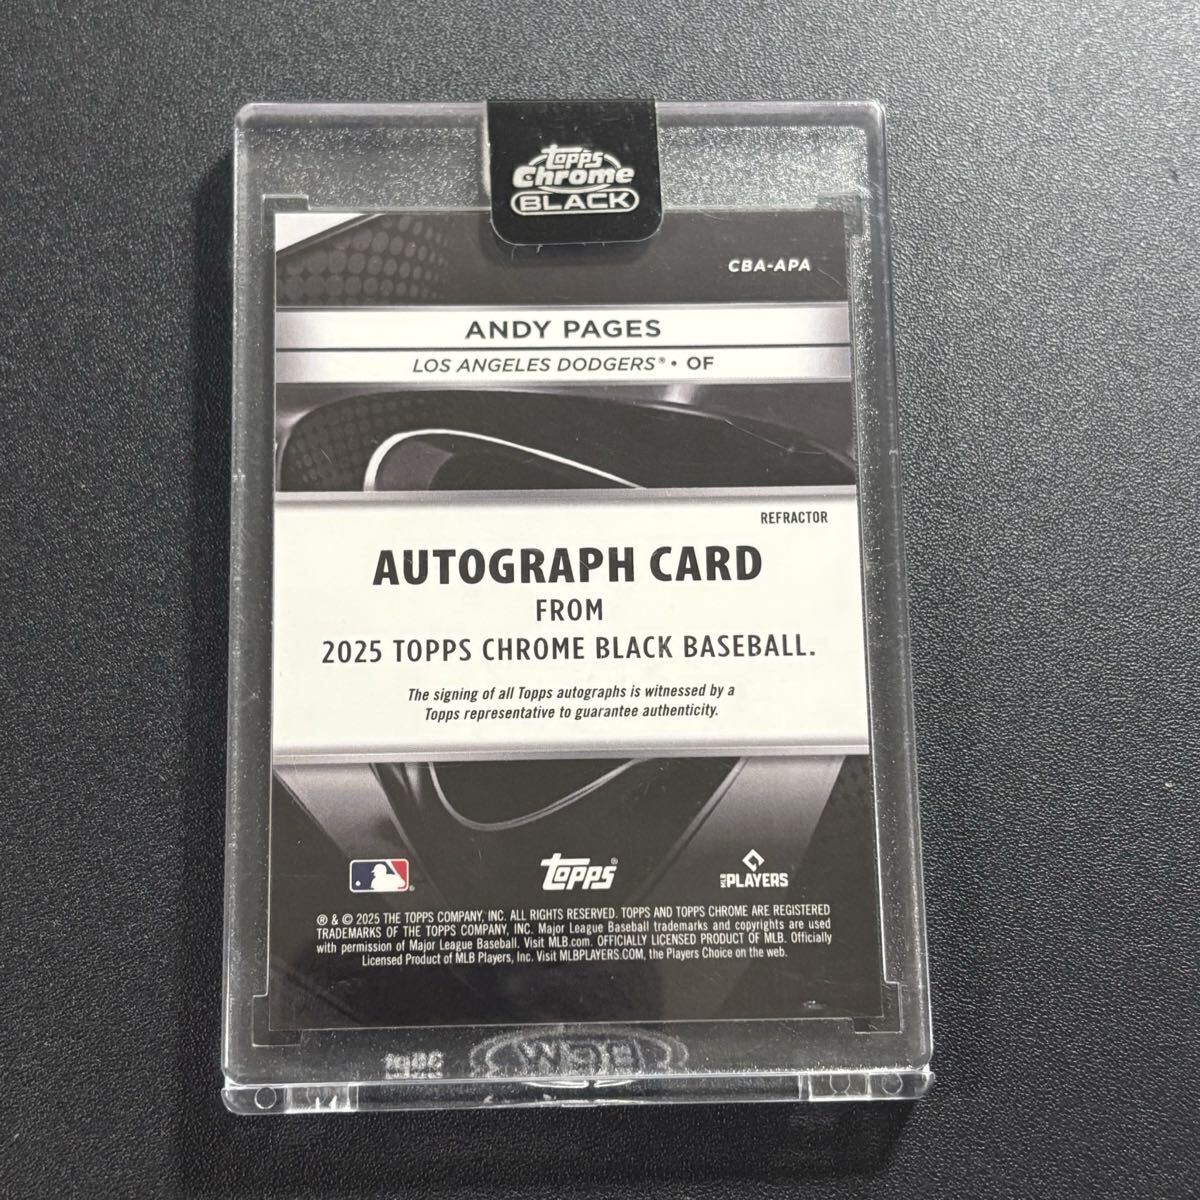 Topps
Chrome
BLACK
CBA-APA
ANDY PAGES
LOS ANGELES DODGERS® • OF
REFRACTOR
AUTOGRAPH CARD
FROM
2025 TOPPS CHROME BLACK BASEBALL.
The signing of all Topps autographs is witnessed by a
Topps representative to guarantee authenticity.
Topps®
MLB PLAYERS
® & © 2025 THE TOPPS COMPANY, INC. ALL RIGHTS RESERVED. TOPPS AND TOPPS CHROME ARE REGISTERED
TRADEMARKS OF THE TOPPS COMPANY, INC. Major League Baseball trademarks and copyrights are used
with permission of Major League Baseball. Visit MLB.com. OFFICIALLY LICENSED PRODUCT OF MLB. Officially
Licensed Product of MLB Players, Inc. Visit MLBPLAYERS.COM, the Players Choice on the web.